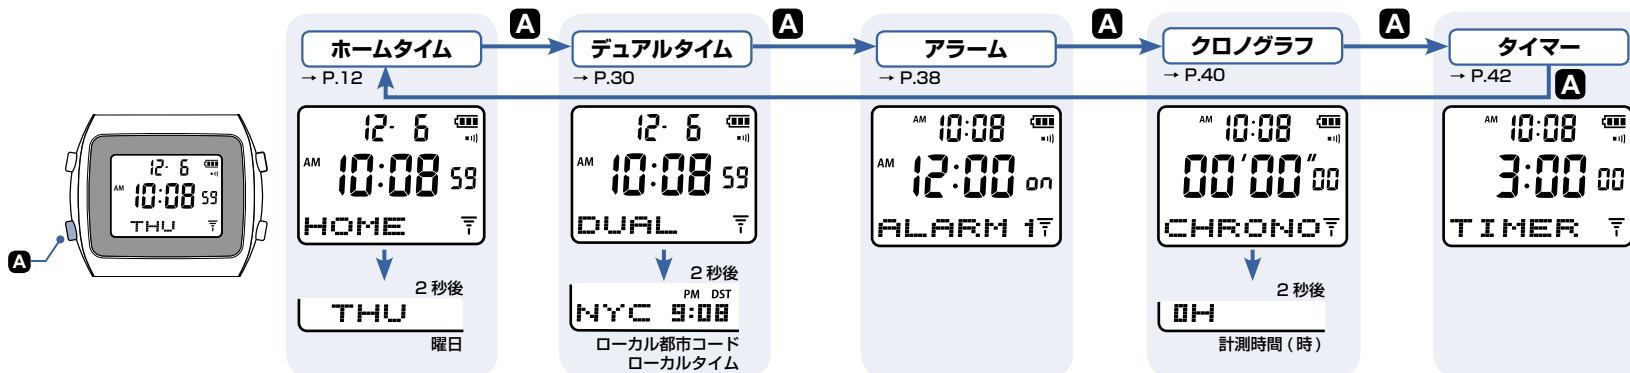 A
A
A
A
ホームタイム
デュアルタイム
アラーム
クロノグラフ
タイマー
→ P.12
→ P.30
→ P.38
→ P.40
→ P.42
A
A
12- 6
AM 10:08 59
THU
12- 6
AM 10:08 59
HOME
2 秒後
THU
曜日
12- 6
AM 10:08 59
DUAL
2 秒後
PM DST
NYC 9:08
ローカル都市コード
ローカルタイム
AM 10:08
AM 12:00 on
ALARM 1
AM 10:08
00'00"00
CHRONO
2 秒後
0H
計測時間 ( 時 )
AM 10:08
3:00 00
TIMER